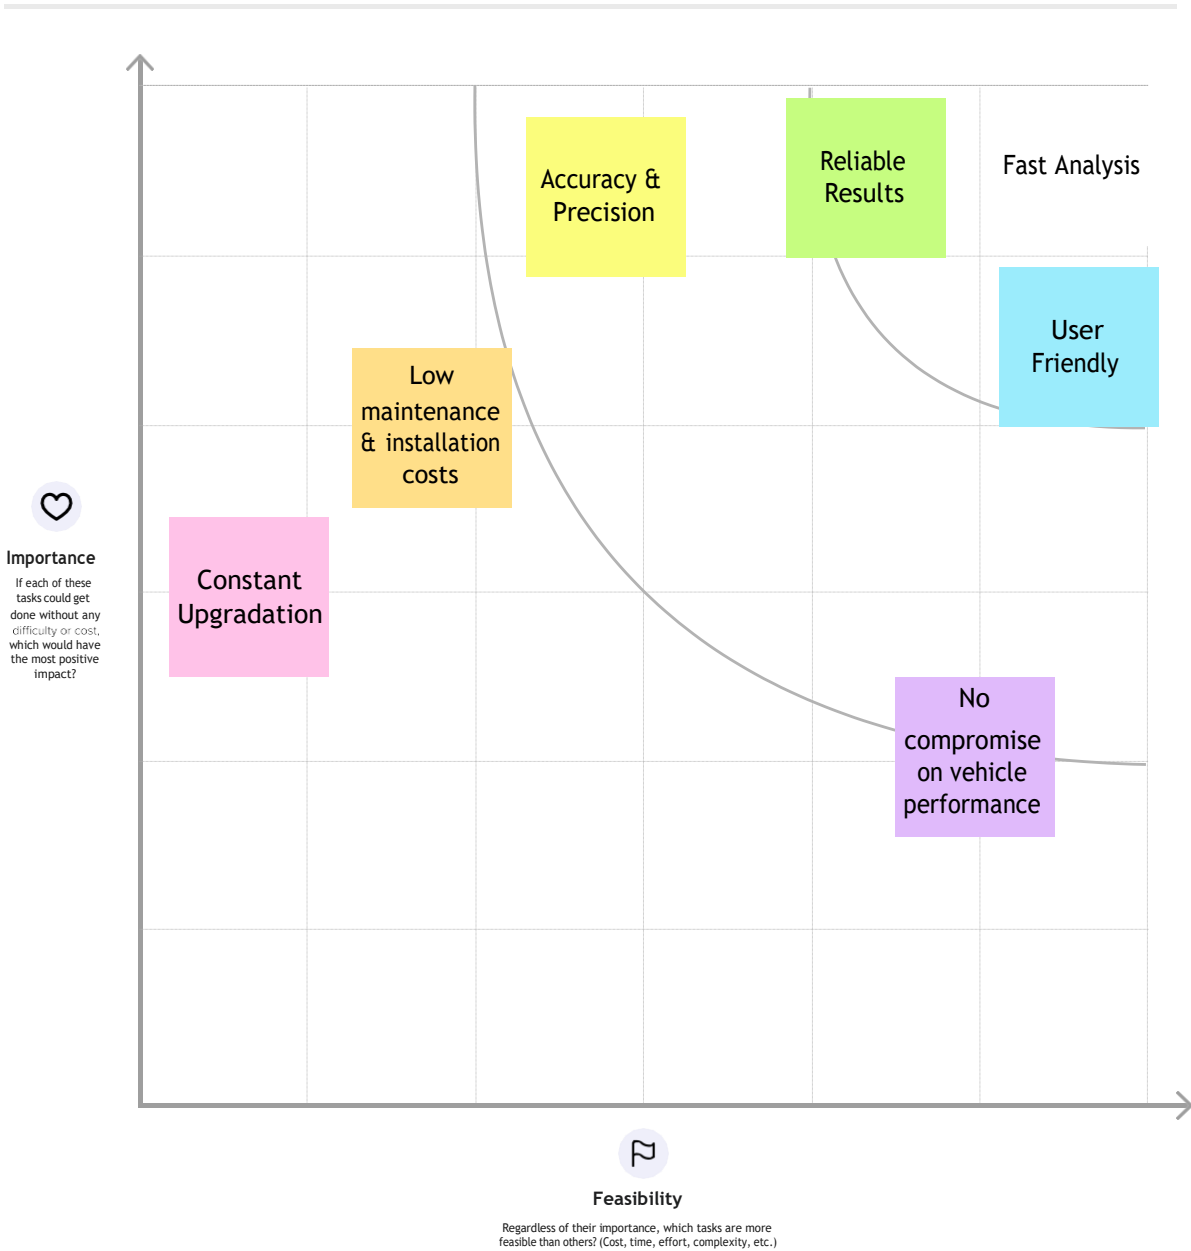 Accuracy &
Precision
Reliable
Results
Fast Analysis
User
Friendly
Low
maintenance
& installation
costs
Constant
Upgradation
No
compromise
on vehicle
performance
Importance
If each of these
tasks could get
done without any
difficulty or cost,
which would have
the most positive
impact?
Feasibility
Regardless of their importance, which tasks are more
feasible than others? (Cost, time, effort, complexity, etc.)